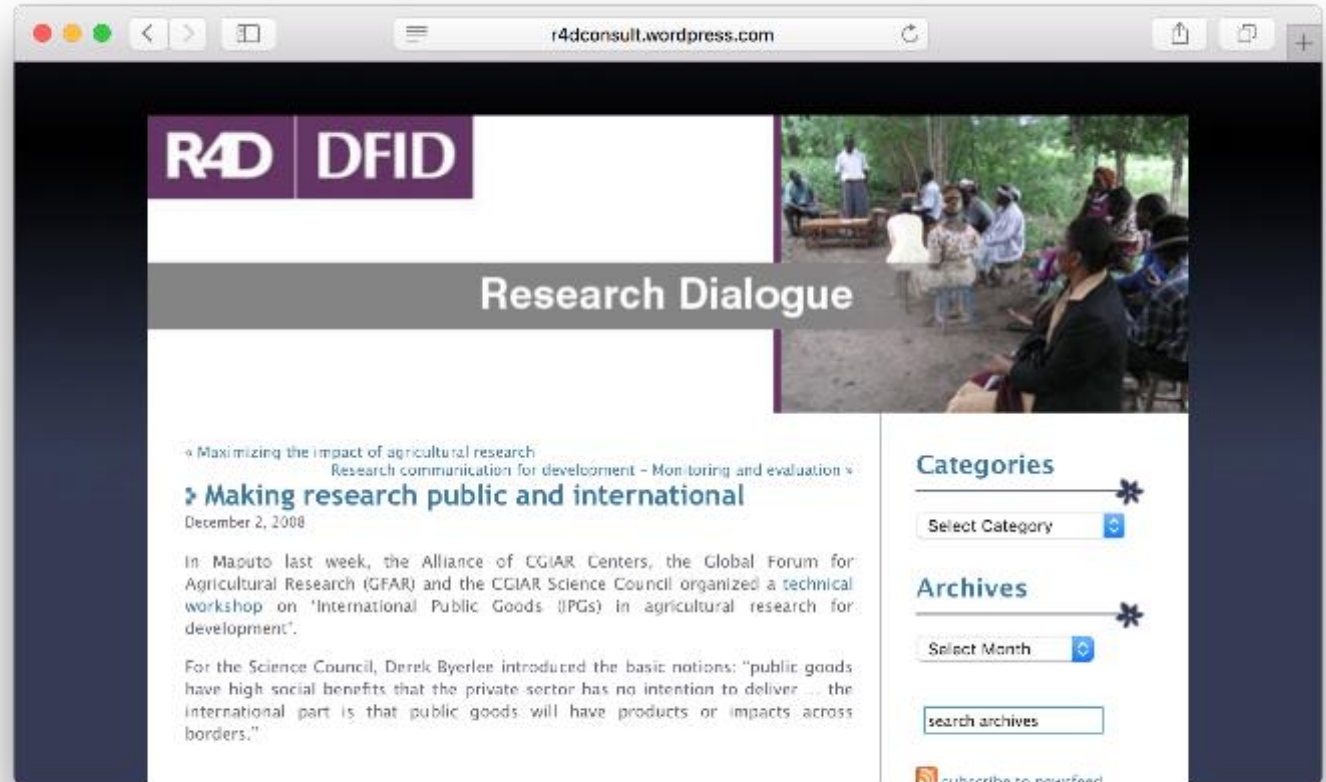 r4dconsult.wordpress.com
R4D DFID
Research Dialogue
« Maximizing the impact of agricultural research
Research communication for development – Monitoring and evaluation »
Making research public and international
December 2, 2008
In Maputo last week, the Alliance of CGIAR Centers, the Global Forum for
Agricultural Research (GFAR) and the CGIAR Science Council organized a technical
workshop on 'International Public Goods (IPGs) in agricultural research for
development'.
For the Science Council, Derek Byerlee introduced the basic notions: "public goods
have high social benefits that the private sector has no intention to deliver ... the
international part is that public goods will have products or impacts across
borders."
Categories
Select Category
Archives
Select Month
search archives
subscribe to newsfeed